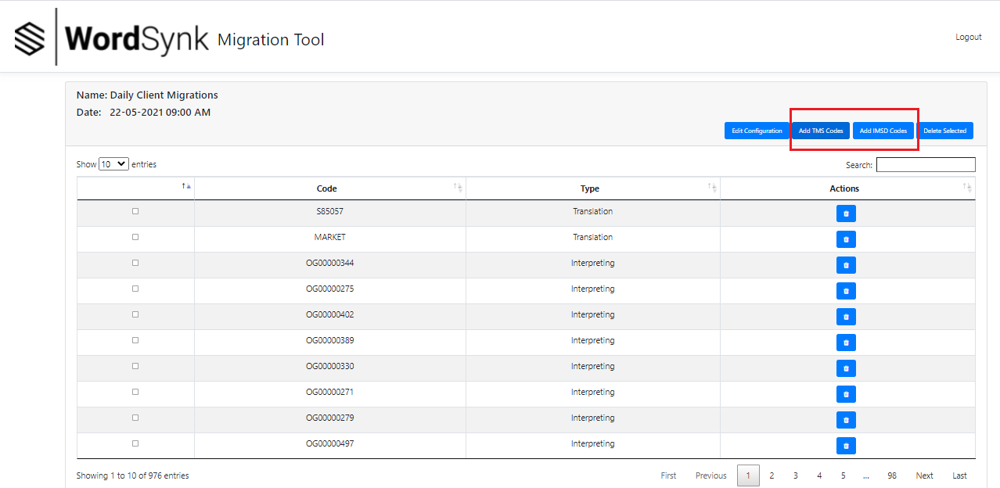 WordSynk Migration Tool
Logout
Name: Daily Client Migrations
Date: 22-05-2021 09:00 AM
Edit Configuration Add TMS Codes Add IMSD Codes Delete Selected
Show 10 entries Search:
Code Type Actions
S85057 Translation
MARKET Translation
OG00000344 Interpreting
OG00000275 Interpreting
OG00000402 Interpreting
OG00000389 Interpreting
OG00000330 Interpreting
OG00000271 Interpreting
OG00000279 Interpreting
OG00000497 Interpreting
Showing 1 to 10 of 976 entries First Previous 1 2 3 4 5 ... 98 Next Last